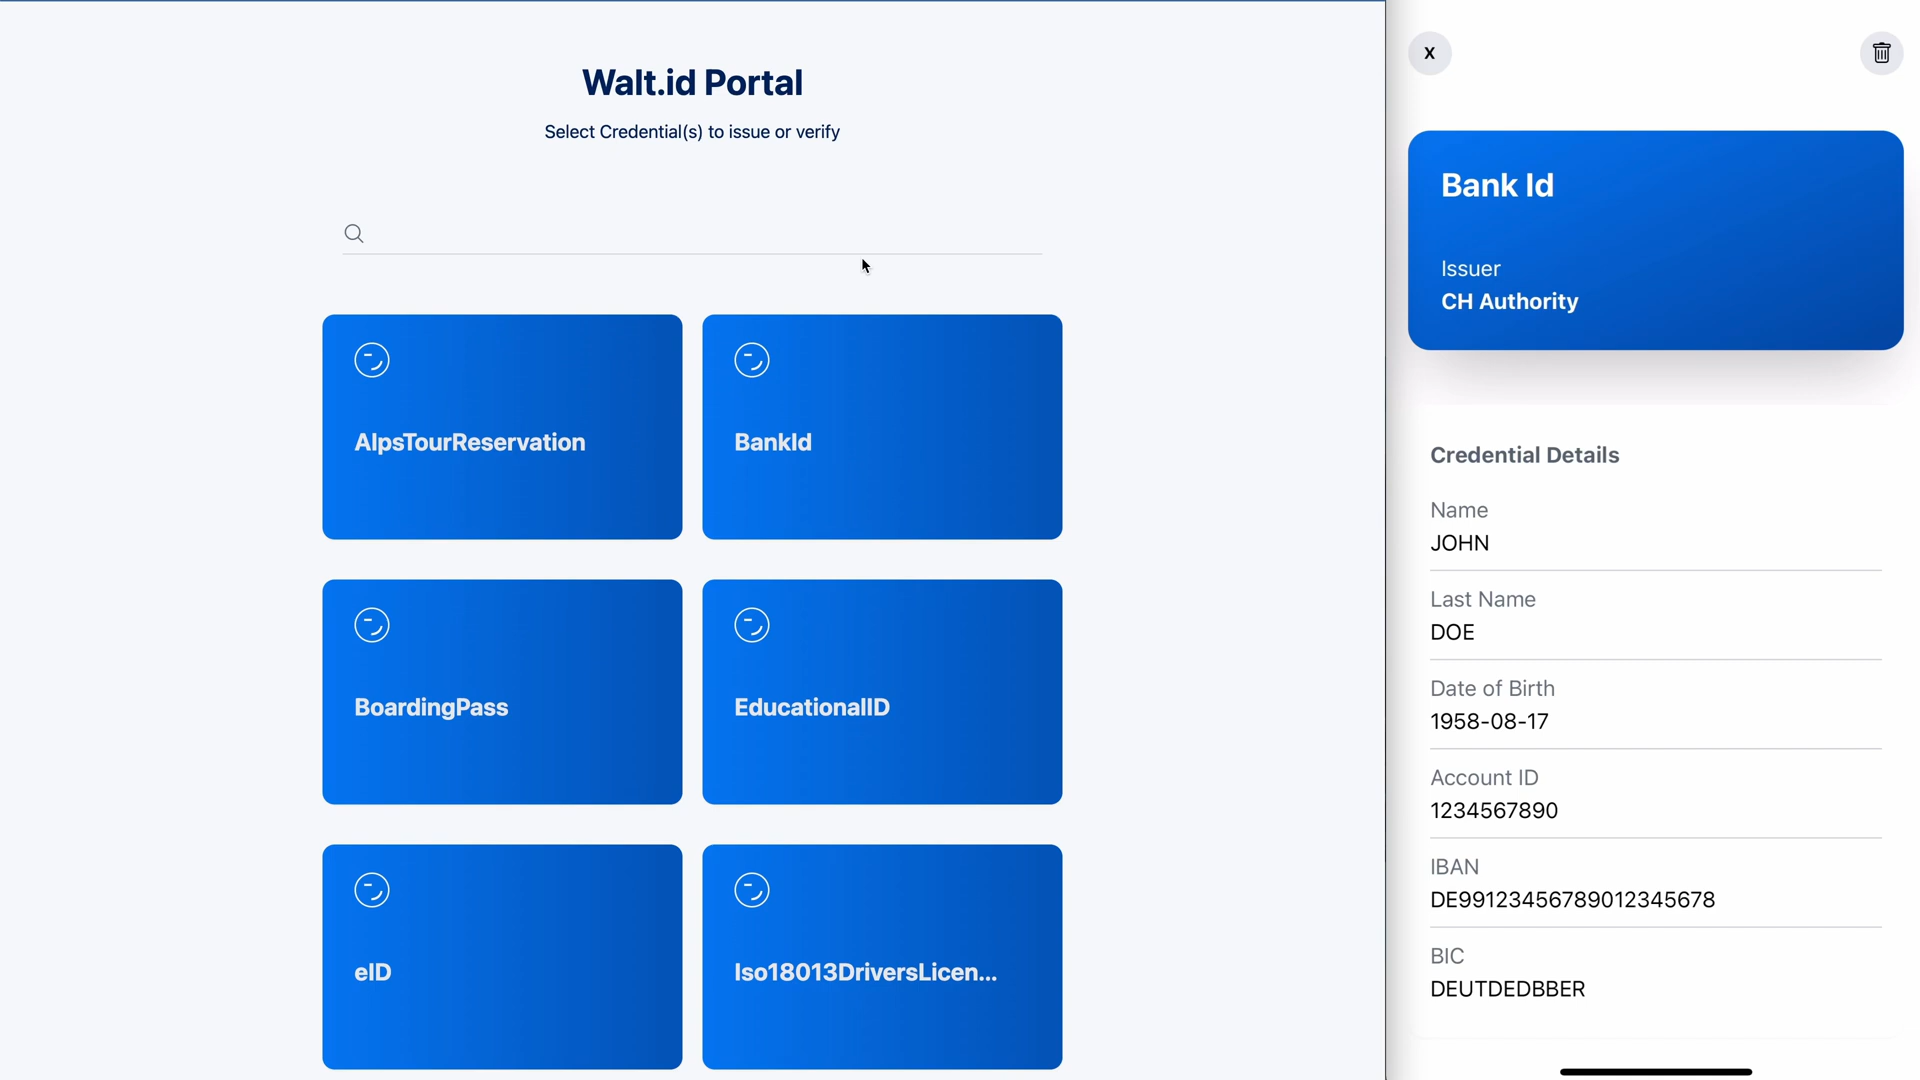 Walt.id Portal
Select Credential(s) to issue or verify
AlpsTourReservation
BankId
BoardingPass
EducationalID
eID
Iso18013DriversLicen...
X
Bank Id
Issuer
CH Authority
Credential Details
Name
JOHN
Last Name
DOE
Date of Birth
1958-08-17
Account ID
1234567890
IBAN
DE99123456789012345678
BIC
DEUTDEDBBER